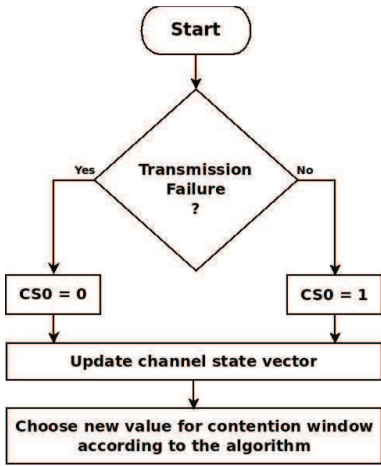 Start
Transmission
Failure
?
Yes
No
CS0 = 0
CS0 = 1
Update channel state vector
Choose new value for contention window
according to the algorithm